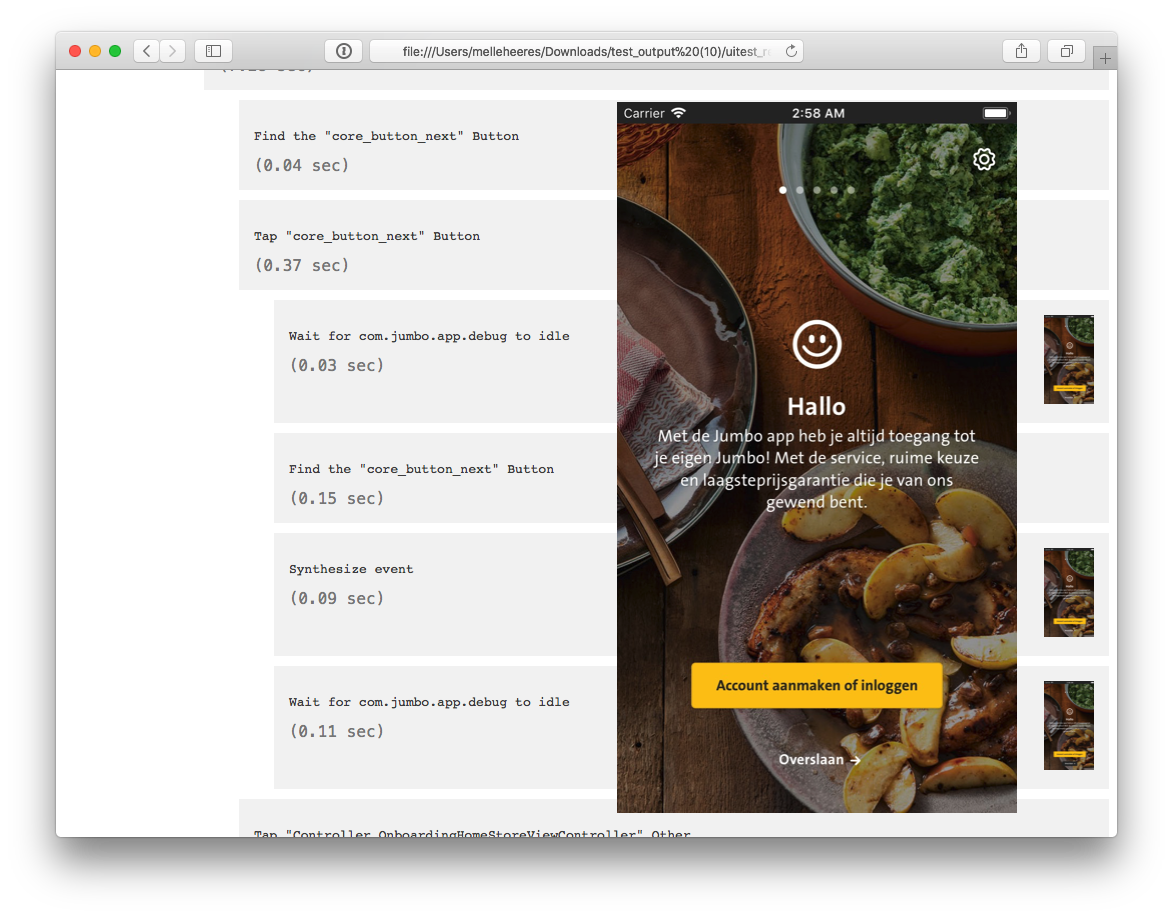 file:///Users/melleheeres/Downloads/test_output%20(10)/uitest_r
Find the "core_button_next" Button
(0.04 sec)
Tap "core_button_next" Button
(0.37 sec)
Wait for com.jumbo.app.debug to idle
(0.03 sec)
Find the "core_button_next" Button
(0.15 sec)
Synthesize event
(0.09 sec)
Wait for com.jumbo.app.debug to idle
(0.11 sec)
Tap "Controller.OnboardingHomeStoreViewController" Other
Carrier 2:58 AM
Hallo
Met de Jumbo app heb je altijd toegang tot
je eigen Jumbo! Met de service, ruime keuze
en laagsteprijsgarantie die je van ons
gewend bent.
Account aanmaken of inloggen
Overslaan →